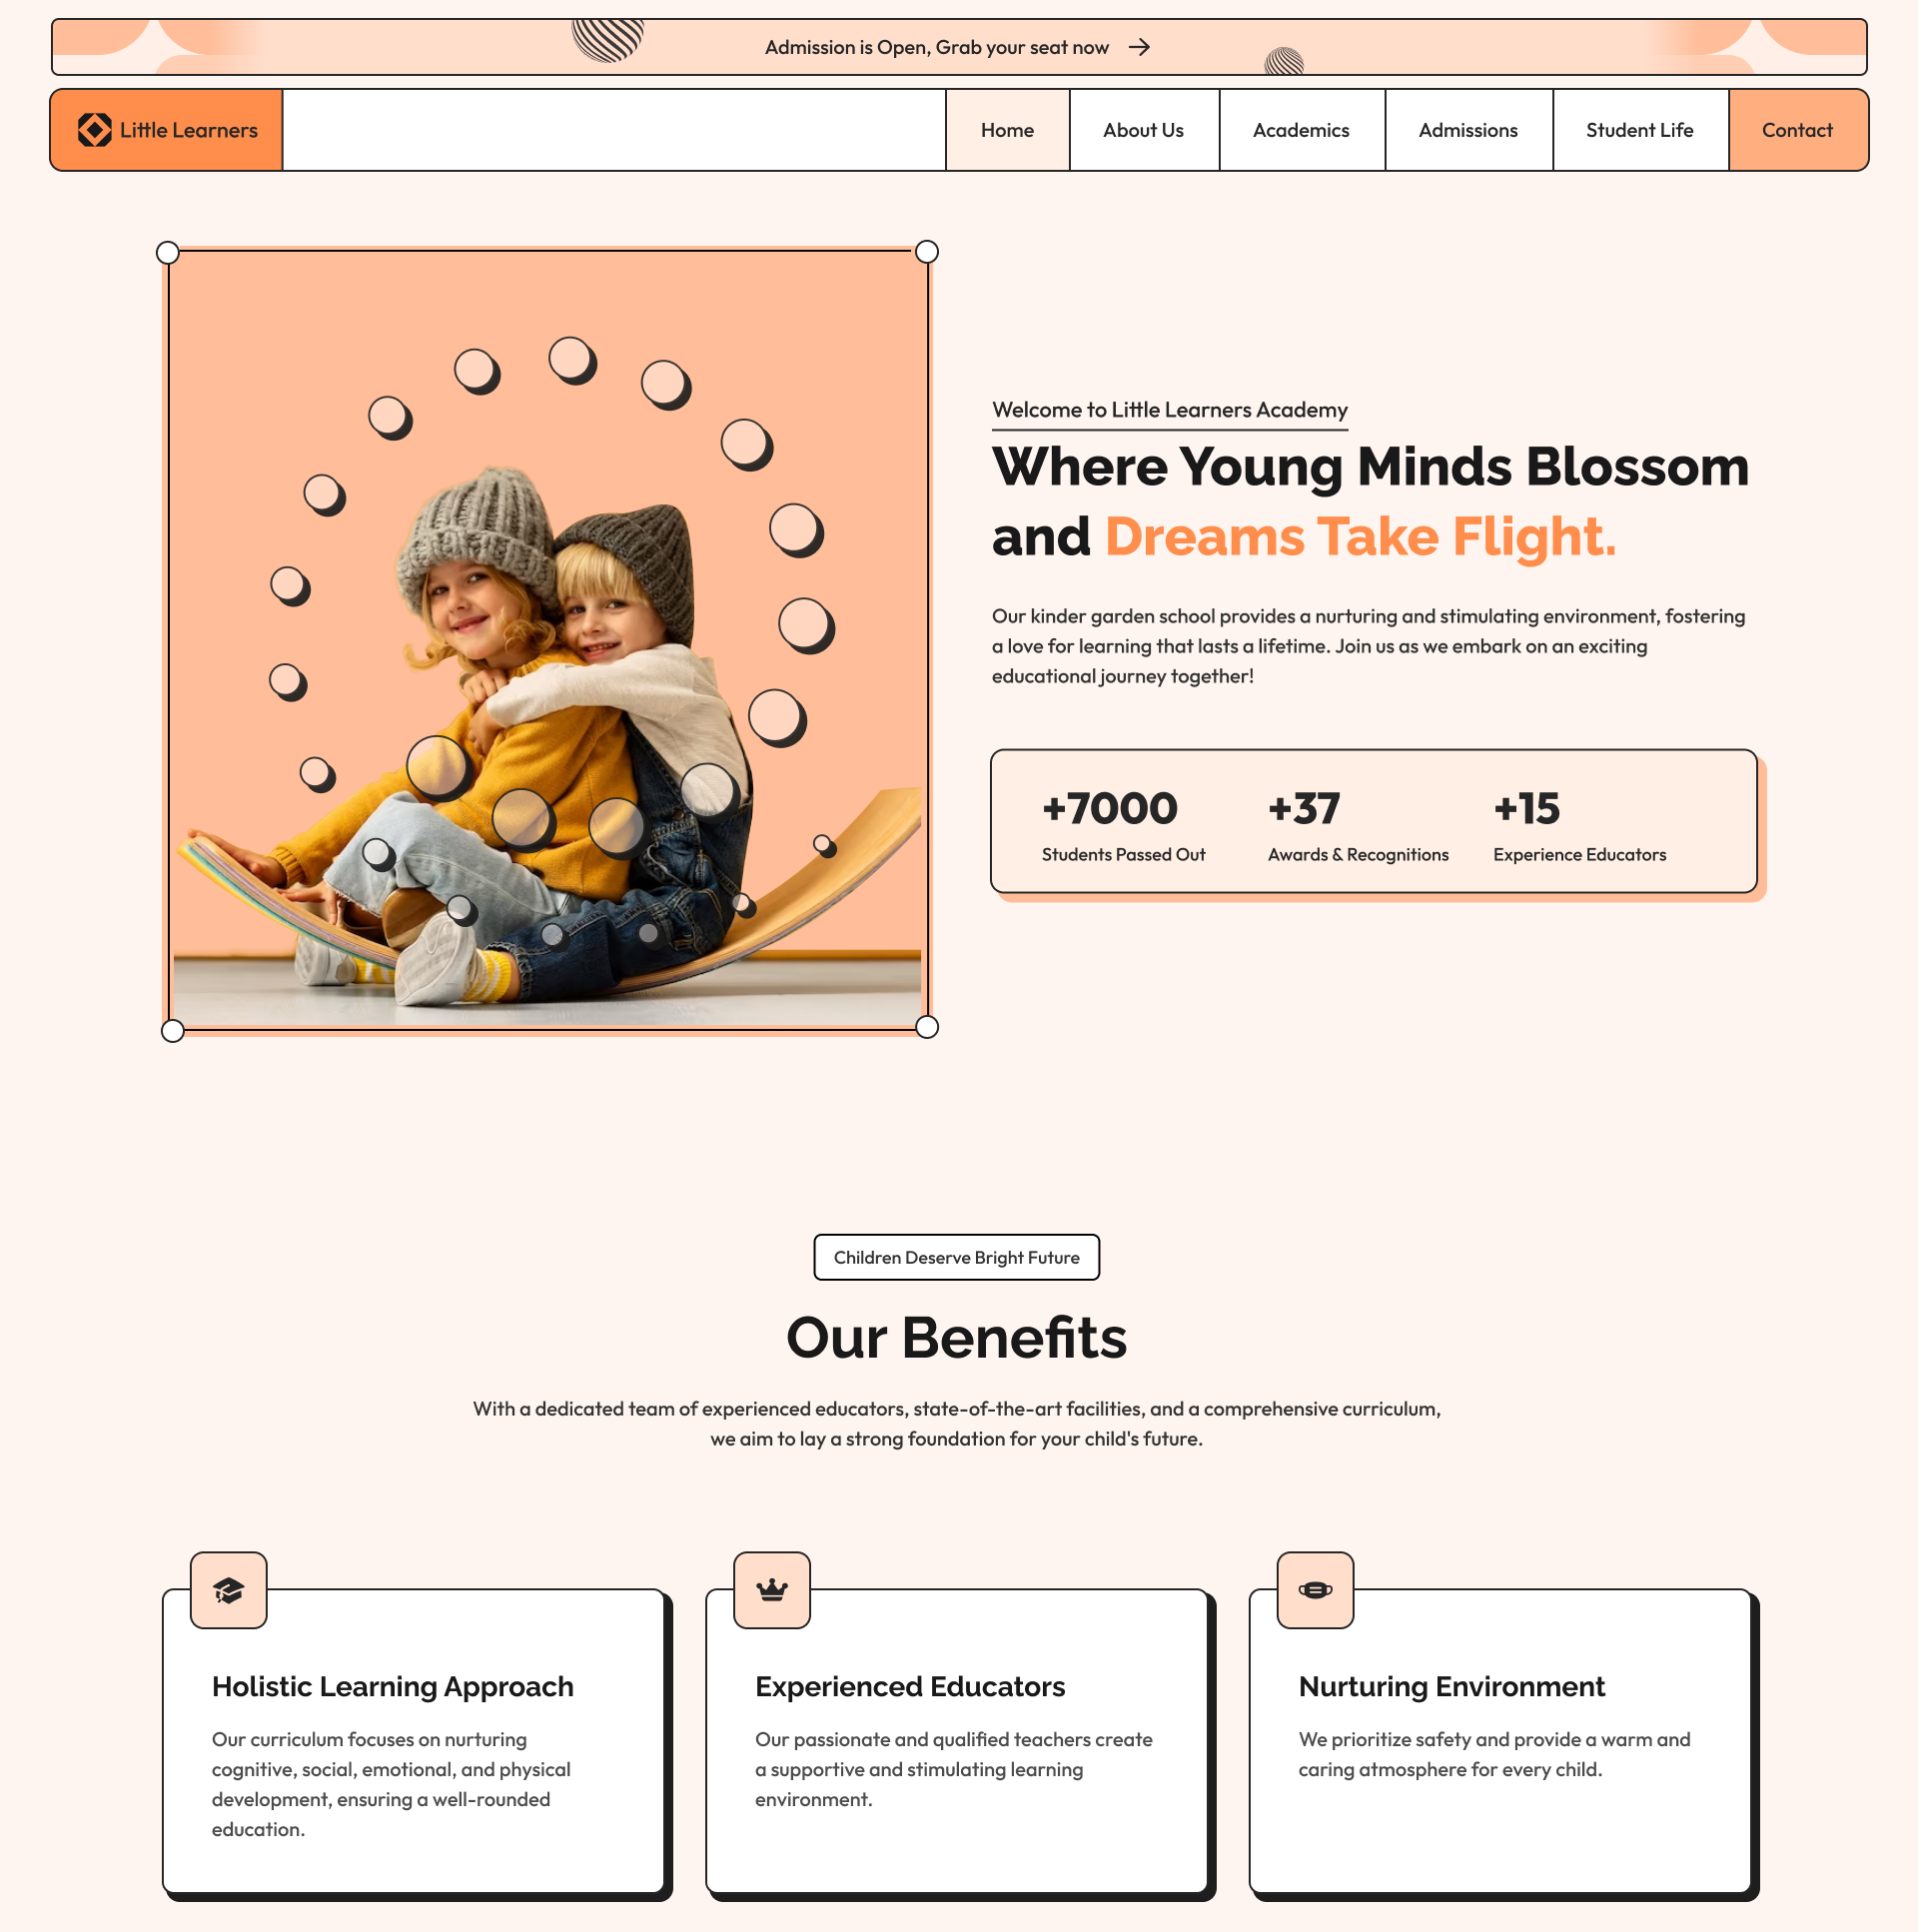 Admission is Open, Grab your seat now
Little Learners
Home
About Us
Academics
Admissions
Student Life
Contact
Welcome to Little Learners Academy
Where Young Minds Blossom
and Dreams Take Flight.
Our kinder garden school provides a nurturing and stimulating environment, fostering
a love for learning that lasts a lifetime. Join us as we embark on an exciting
educational journey together!
+7000
Students Passed Out
+37
Awards & Recognitions
+15
Experience Educators
Children Deserve Bright Future
Our Benefits
With a dedicated team of experienced educators, state-of-the-art facilities, and a comprehensive curriculum,
we aim to lay a strong foundation for your child's future.
Holistic Learning Approach
Our curriculum focuses on nurturing
cognitive, social, emotional, and physical
development, ensuring a well-rounded
education.
Experienced Educators
Our passionate and qualified teachers create
a supportive and stimulating learning
environment.
Nurturing Environment
We prioritize safety and provide a warm and
caring atmosphere for every child.